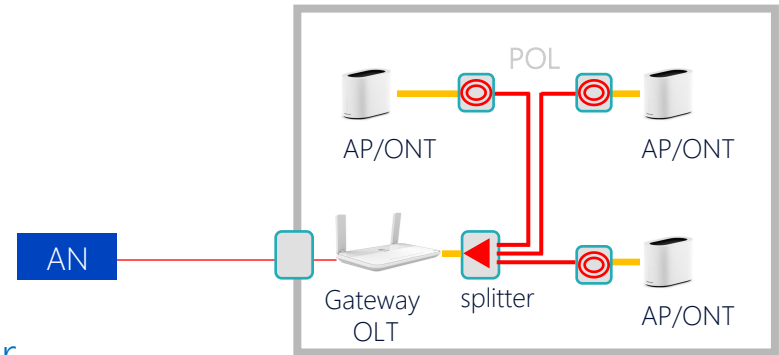 POL
AP/ONT
AP/ONT
AN
Gateway
OLT
splitter
AP/ONT
r